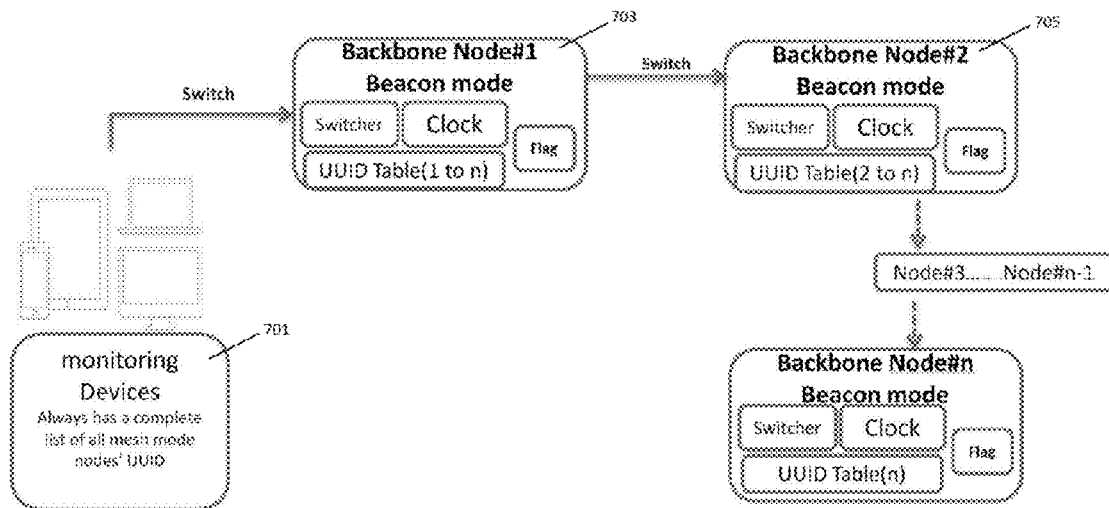 703
Backbone Node#1
Beacon mode
Switcher
Clock
Flag
UUID Table(1 to n)
Switch
Switch
705
Backbone Node#2
Beacon mode
Switcher
Clock
Flag
UUID Table(2 to n)
Node#3.......Node#n-1
701
monitoring
Devices
Always has a complete
list of all mesh mode
nodes' UUID
Backbone Node#n
Beacon mode
Switcher
Clock
Flag
UUID Table(n)